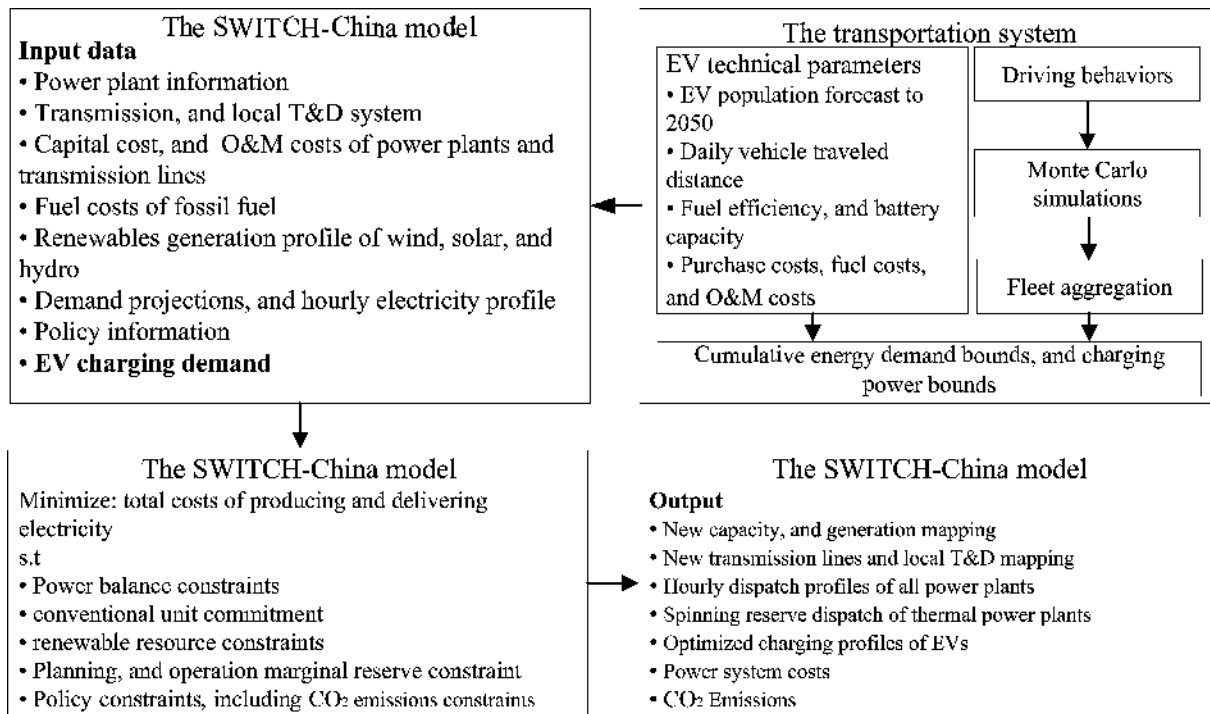 The SWITCH-China model
Input data
• Power plant information
• Transmission, and local T&D system
• Capital cost, and O&M costs of power plants and
transmission lines
• Fuel costs of fossil fuel
• Renewables generation profile of wind, solar, and
hydro
• Demand projections, and hourly electricity profile
• Policy information
• EV charging demand
The transportation system
EV technical parameters
• EV population forecast to
2050
• Daily vehicle traveled
distance
• Fuel efficiency, and battery
capacity
• Purchase costs, fuel costs,
and O&M costs
Driving behaviors
Monte Carlo
simulations
Fleet aggregation
Cumulative energy demand bounds, and charging
power bounds
The SWITCH-China model
Minimize: total costs of producing and delivering
electricity
s.t
• Power balance constraints
• conventional unit commitment
• renewable resource constraints
• Planning, and operation marginal reserve constraint
• Policy constraints, including CO₂ emissions constraints
The SWITCH-China model
Output
• New capacity, and generation mapping
• New transmission lines and local T&D mapping
• Hourly dispatch profiles of all power plants
• Spinning reserve dispatch of thermal power plants
• Optimized charging profiles of EVs
• Power system costs
• CO₂ Emissions